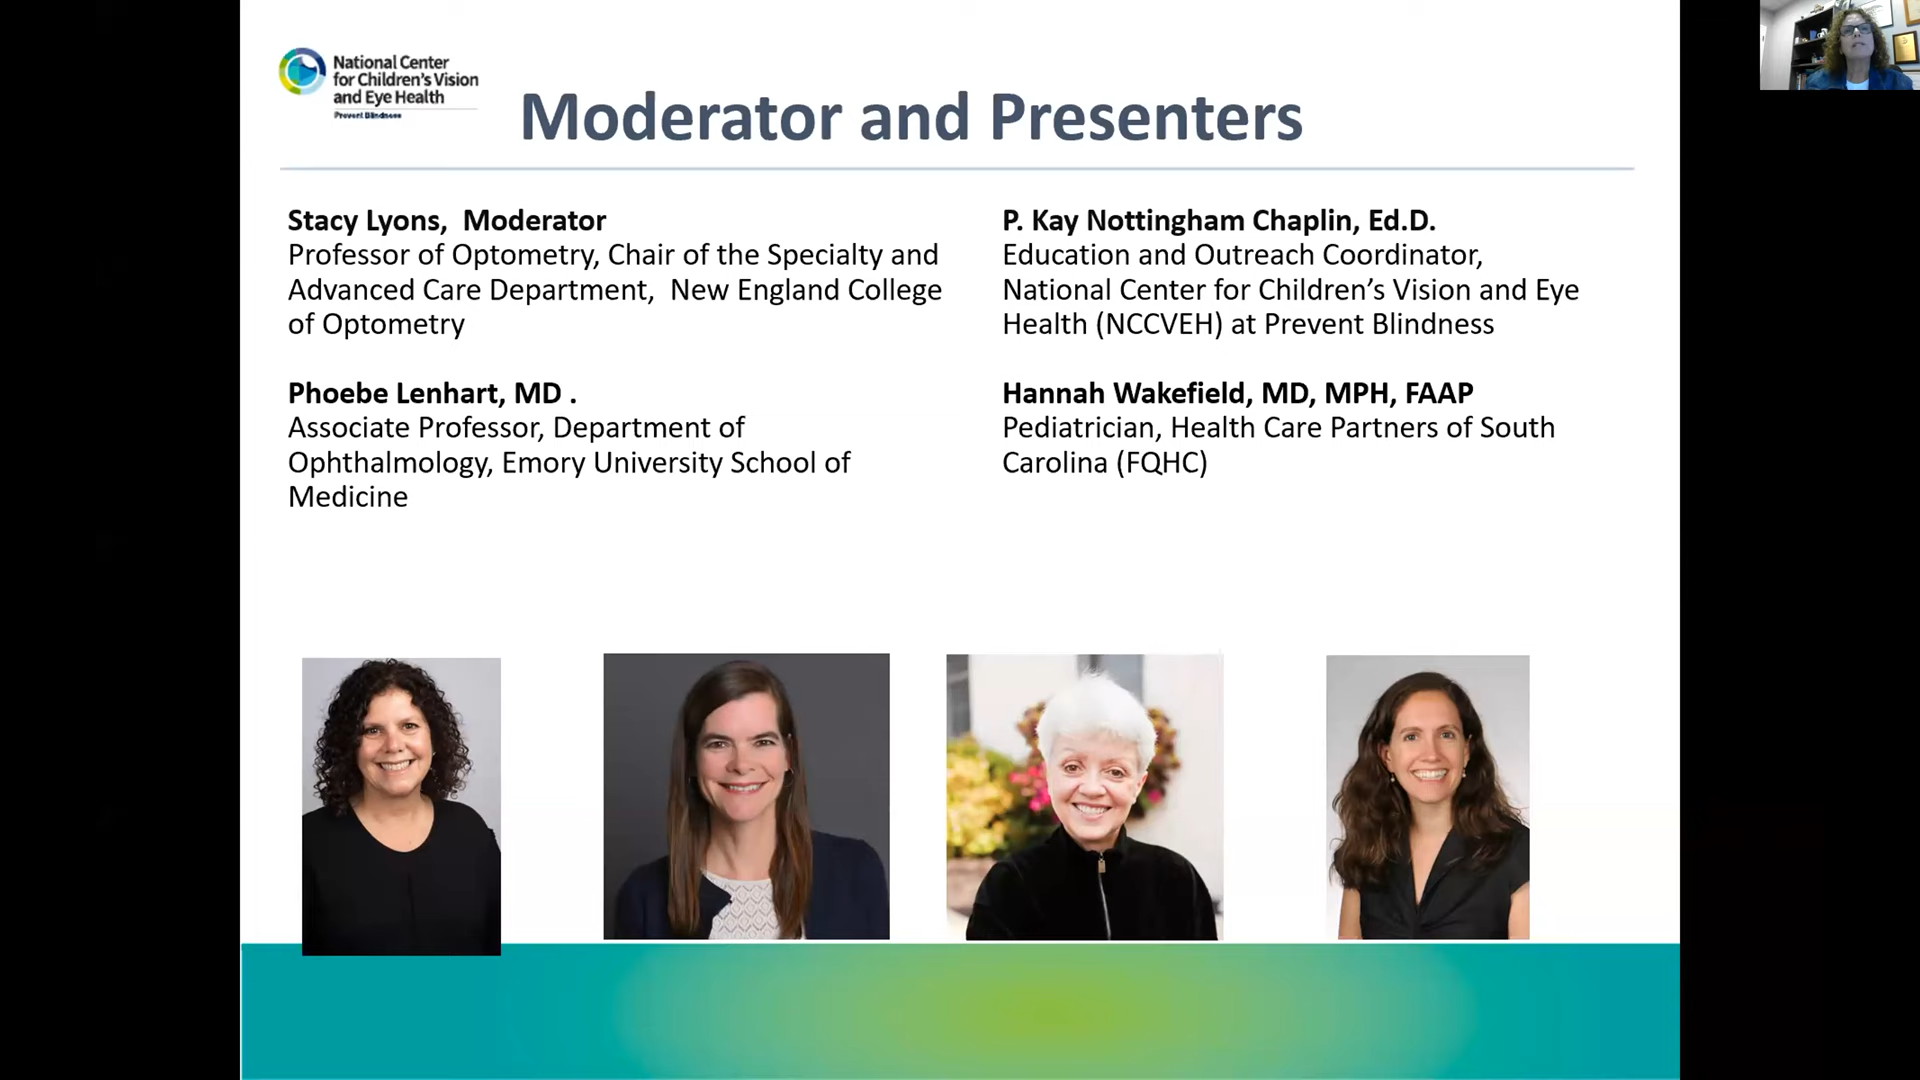 National Center
for Children's Vision
and Eye Health
Prevent Blindness
Moderator and Presenters
Stacy Lyons, Moderator
Professor of Optometry, Chair of the Specialty and
Advanced Care Department, New England College
of Optometry
Phoebe Lenhart, MD .
Associate Professor, Department of
Ophthalmology, Emory University School of
Medicine
P. Kay Nottingham Chaplin, Ed.D.
Education and Outreach Coordinator,
National Center for Children’s Vision and Eye
Health (NCCVEH) at Prevent Blindness
Hannah Wakefield, MD, MPH, FAAP
Pediatrician, Health Care Partners of South
Carolina (FQHC)